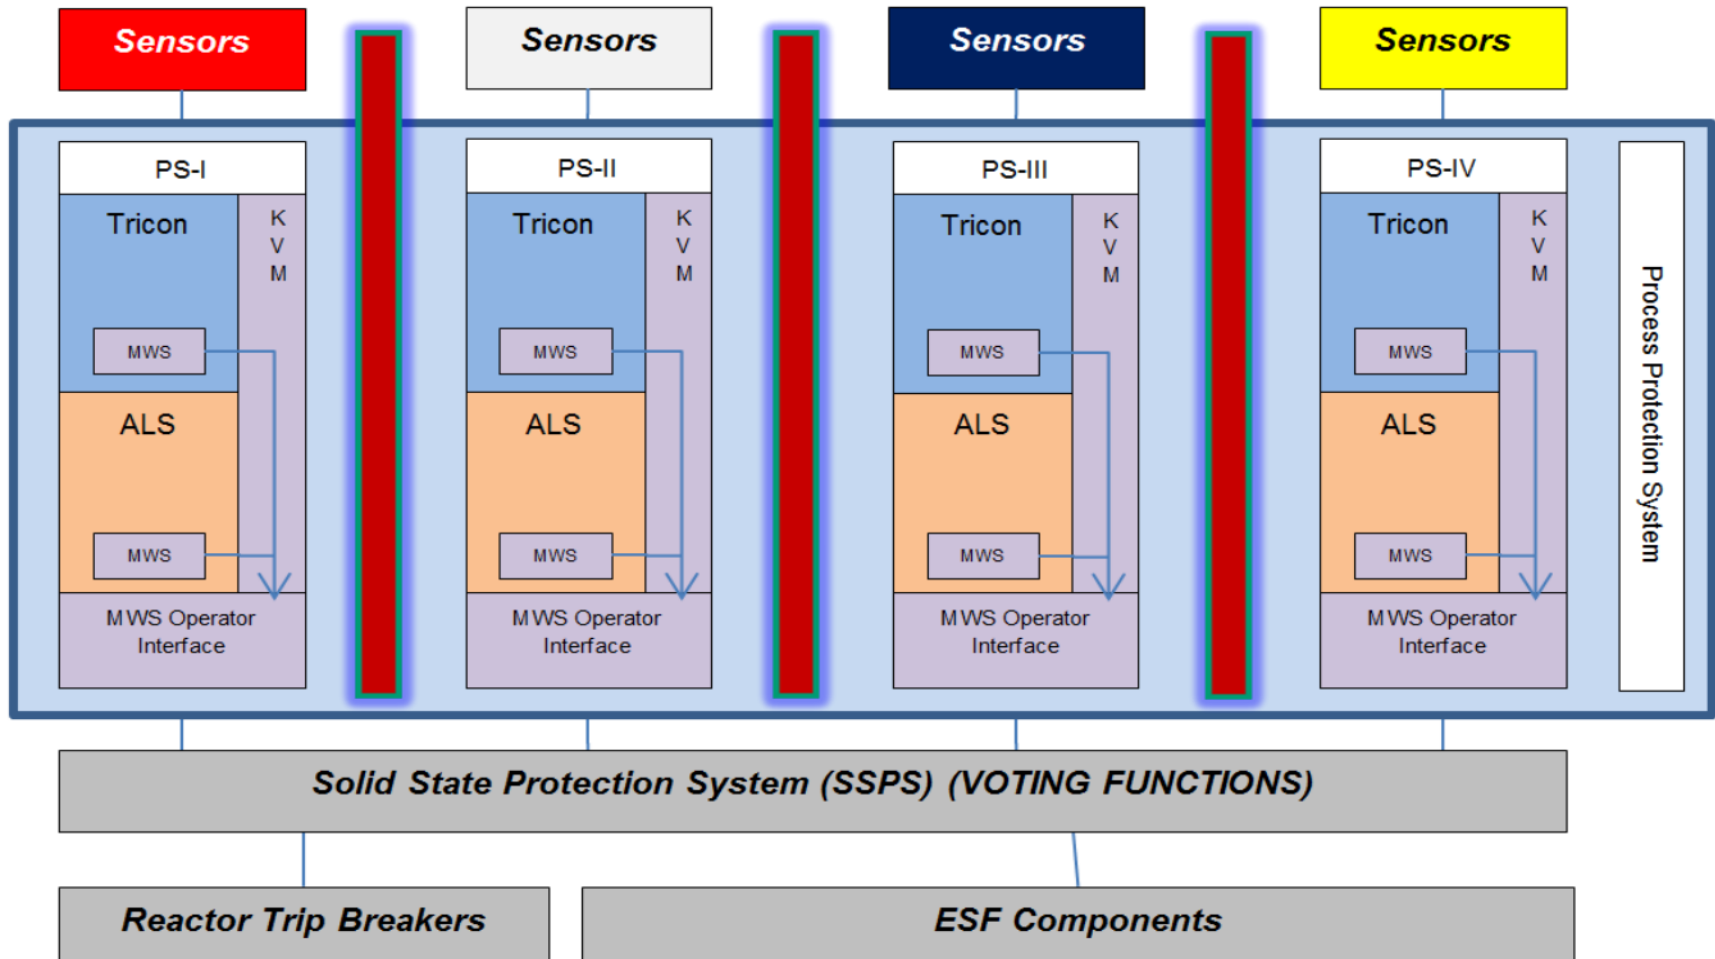 Sensors
Sensors
Sensors
Sensors
PS-I
PS-II
PS-III
PS-IV
Tricon
K
V
M
Tricon
K
V
M
Tricon
K
V
M
Tricon
K
V
M
MWS
MWS
MWS
MWS
ALS
ALS
ALS
ALS
MWS
MWS
MWS
MWS
MWS Operator
Interface
MWS Operator
Interface
MWS Operator
Interface
MWS Operator
Interface
Process Protection System
Solid State Protection System (SSPS) (VOTING FUNCTIONS)
Reactor Trip Breakers
ESF Components